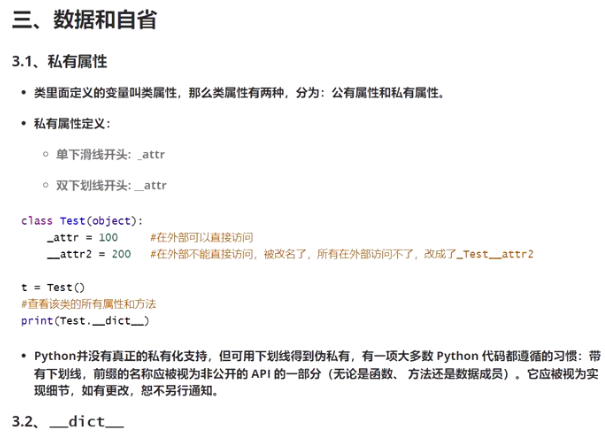 三、数据和自省
3.1、私有属性
• 类里面定义的变量叫类属性，那么类属性有两种，分为：公有属性和私有属性。
• 私有属性定义：
○ 单下滑线开头：_attr
○ 双下划线开头：__attr
class Test(object):
    _attr = 100     #在外部可以直接访问
    __attr2 = 200   #在外部不能直接访问，被改名了，所有在外部访问不了，改成了_Test__attr2
t = Test()
#查看该类的所有属性和方法
print(Test.__dict__)
• Python并没有真正的私有化支持，但可用下划线得到伪私有，有一项大多数 Python 代码都遵循的习惯：带
有下划线，前缀的名称应被视为非公开的 API 的一部分（无论是函数、 方法还是数据成员）。它应被视为实
现细节，如有更改，恕不另行通知。
3.2、__dict__